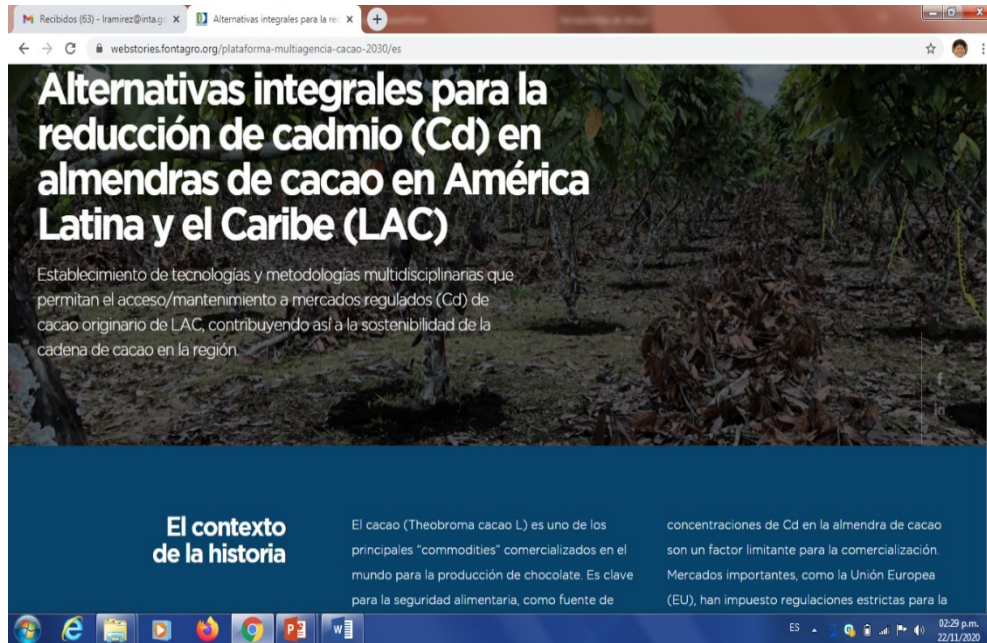 Recibidos (63) - lramirez@inta.g
Alternativas integrales para la re
webstories.fontagro.org/plataforma-multiagencia-cacao-2030/es
Alternativas integrales para la
reducción de cadmio (Cd) en
almendras de cacao en América
Latina y el Caribe (LAC)
Establecimiento de tecnologías y metodologías multidisciplinarias que
permitan el acceso/mantenimiento a mercados regulados (Cd) de
cacao originario de LAC, contribuyendo así a la sostenibilidad de la
cadena de cacao en la región.
El contexto
de la historia
El cacao (Theobroma cacao L) es uno de los
principales "commodities" comercializados en el
mundo para la producción de chocolate. Es clave
para la seguridad alimentaria, como fuente de
concentraciones de Cd en la almendra de cacao
son un factor limitante para la comercialización.
Mercados importantes, como la Unión Europea
(EU), han impuesto regulaciones estrictas para la
ES
02:29 p.m.
22/11/2020